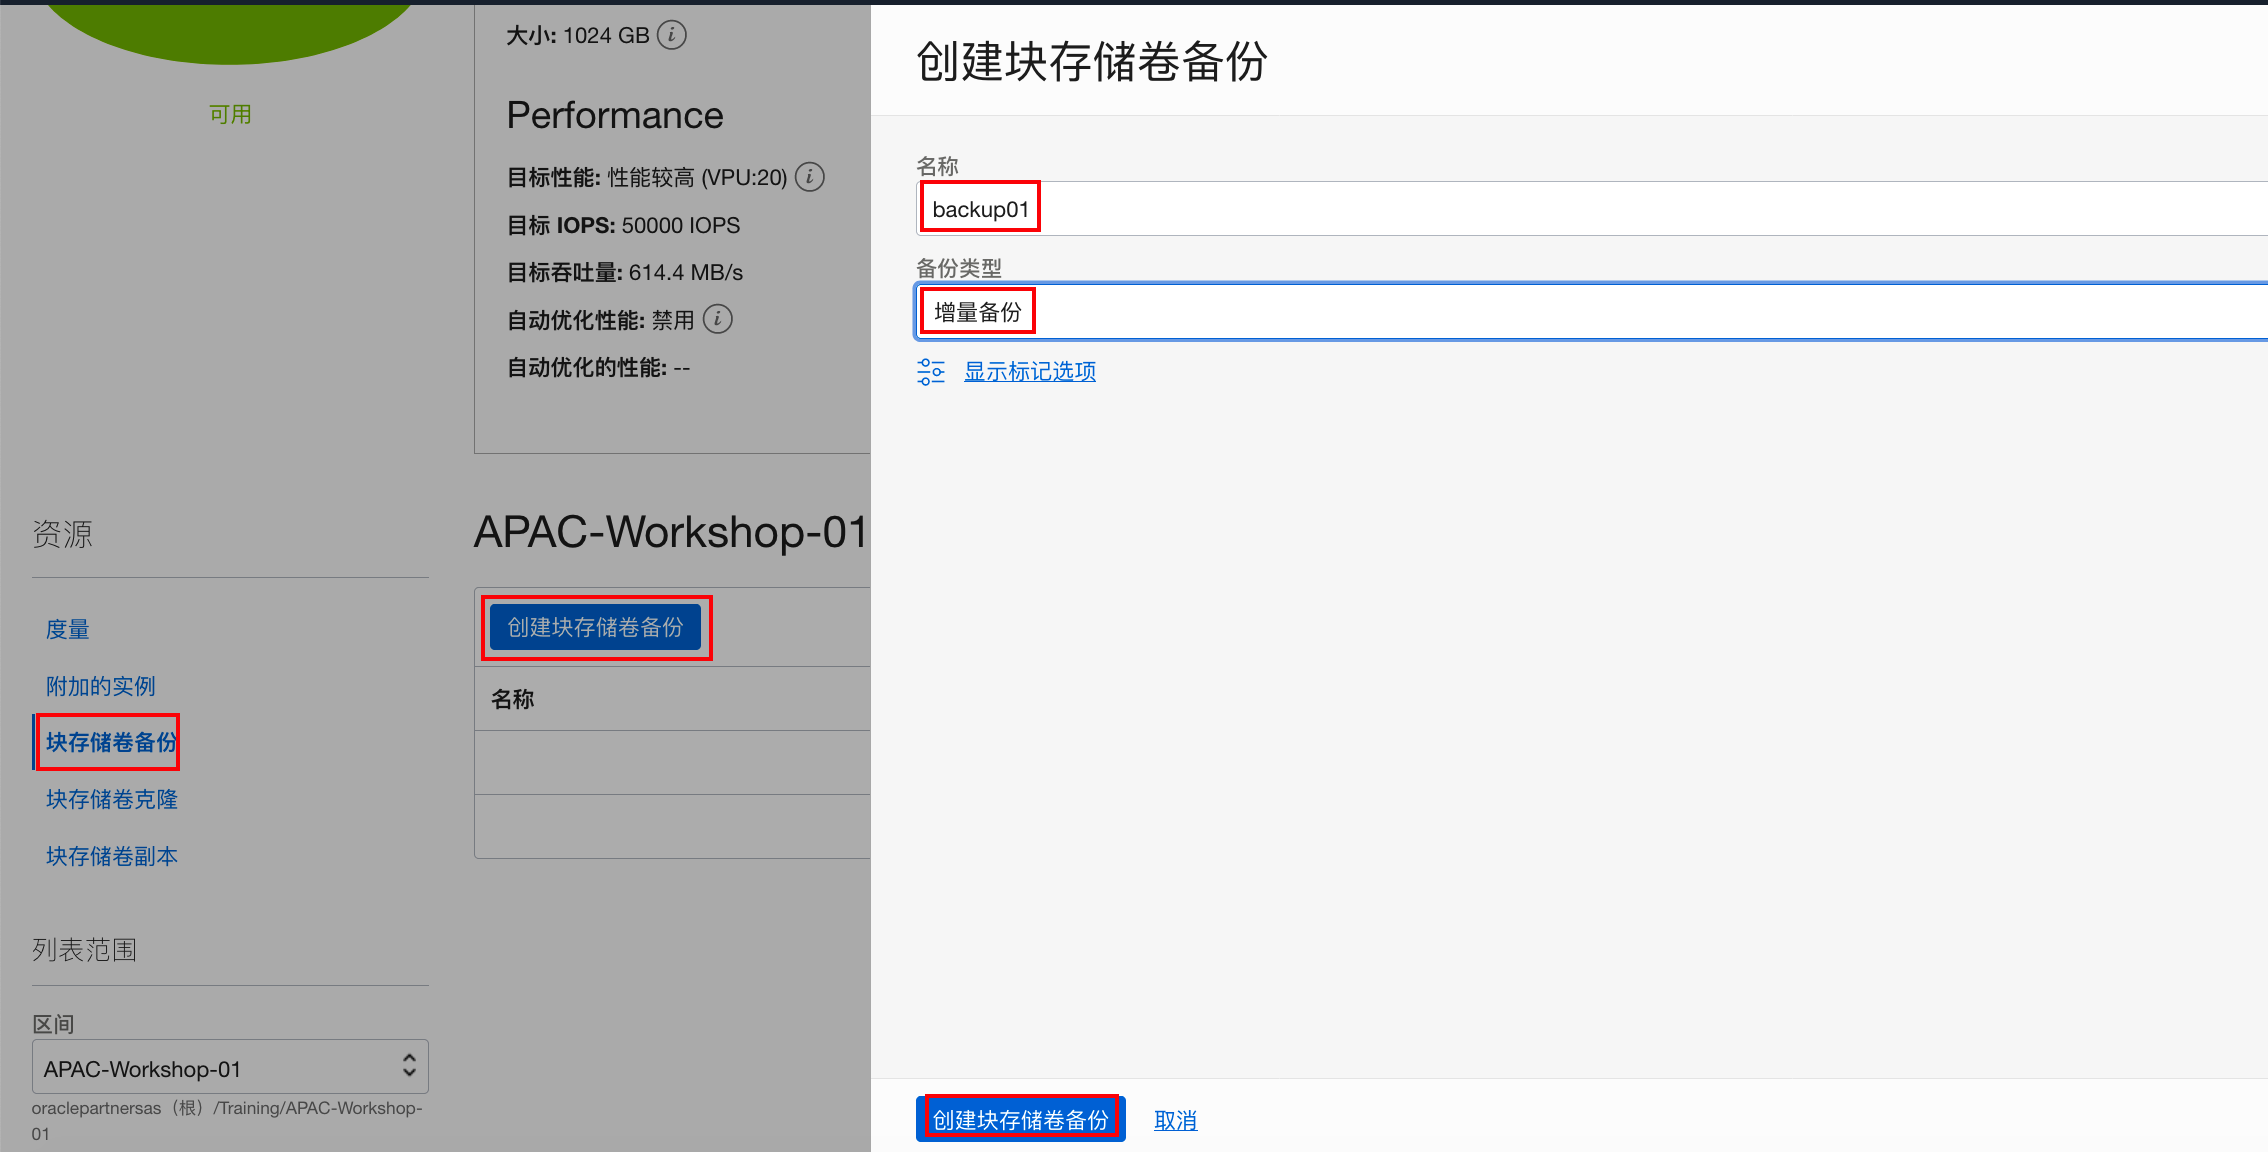 可用
大小: 1024 GB
Performance
目标性能: 性能较高 (VPU:20)
目标 IOPS: 50000 IOPS
目标吞吐量: 614.4 MB/s
自动优化性能: 禁用
自动优化的性能: --
资源
度量
附加的实例
块存储卷备份
块存储卷克隆
块存储卷副本
列表范围
区间
APAC-Workshop-01
oraclepartnersas（根）/Training/APAC-Workshop-
01
APAC-Workshop-01
创建块存储卷备份
名称
创建块存储卷备份
名称
backup01
备份类型
增量备份
显示标记选项
创建块存储卷备份
取消